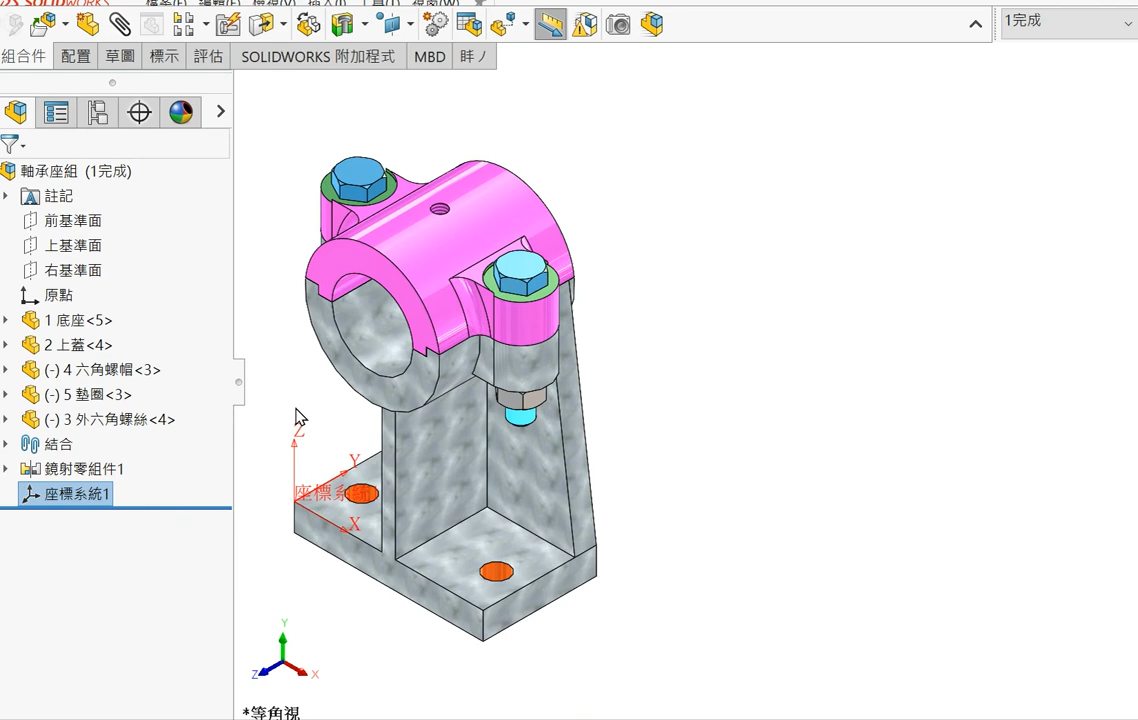 SOLIDWORKS
1完成
組合件
配置
草圖
標示
評估
SOLIDWORKS 附加程式
MBD
軸承座組 (1完成)
註記
前基準面
上基準面
右基準面
原點
1 底座<5>
2 上蓋<4>
(-) 4 六角螺帽<3>
(-) 5 墊圈<3>
(-) 3 外六角螺絲<4>
結合
鏡射零組件1
座標系統1
Z
Y
座標系
X
Y
Z
X
*等角視